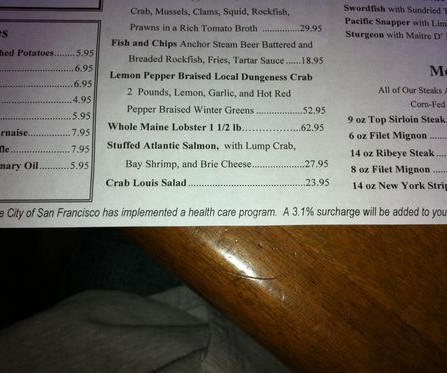 Crab, Mussels, Clams, Squid, Rockfish,
Prawns in a Rich Tomato Broth ..................29.95
Fish and Chips Anchor Steam Beer Battered and
Breaded Rockfish, Fries, Tartar Sauce......18.95
Lemon Pepper Braised Local Dungeness Crab
2 Pounds, Lemon, Garlic, and Hot Red
Pepper Braised Winter Greens ..................52.95
Whole Maine Lobster 1 1/2 lb.....................62.95
Stuffed Atlantic Salmon, with Lump Crab,
Bay Shrimp, and Brie Cheese....................27.95
Crab Louis Salad ........................................23.95
Potatoes.......5.95
.................6.95
.................6.95
.................4.95
.................5.95
.........7.95
.................7.95
Oil.......5.95
Swordfish with Sundried
Pacific Snapper with
Sturgeon with Maitre D'
All of Our Steaks
Corn-Fed
9 oz Top Sirloin Steak
6 oz Filet Mignon
14 oz Ribeye Steak
8 oz Filet Mignon
14 oz New York
City of San Francisco has implemented a health care program. A 3.1% surcharge will be added to